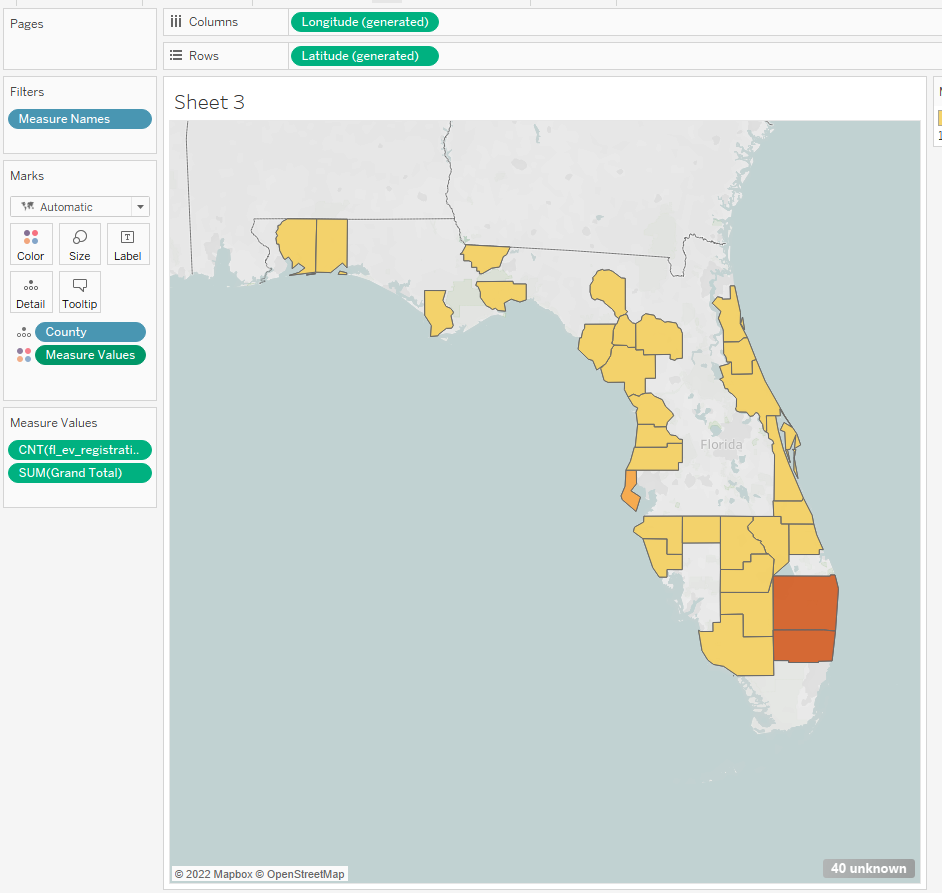 Pages
Columns
Longitude (generated)
Rows
Latitude (generated)
Filters
Measure Names
Marks
Automatic
Color
Size
Label
Detail
Tooltip
County
Measure Values
Measure Values
CNT(fl_ev_registrati..
SUM(Grand Total)
Sheet 3
Florida
© 2022 Mapbox © OpenStreetMap
40 unknown